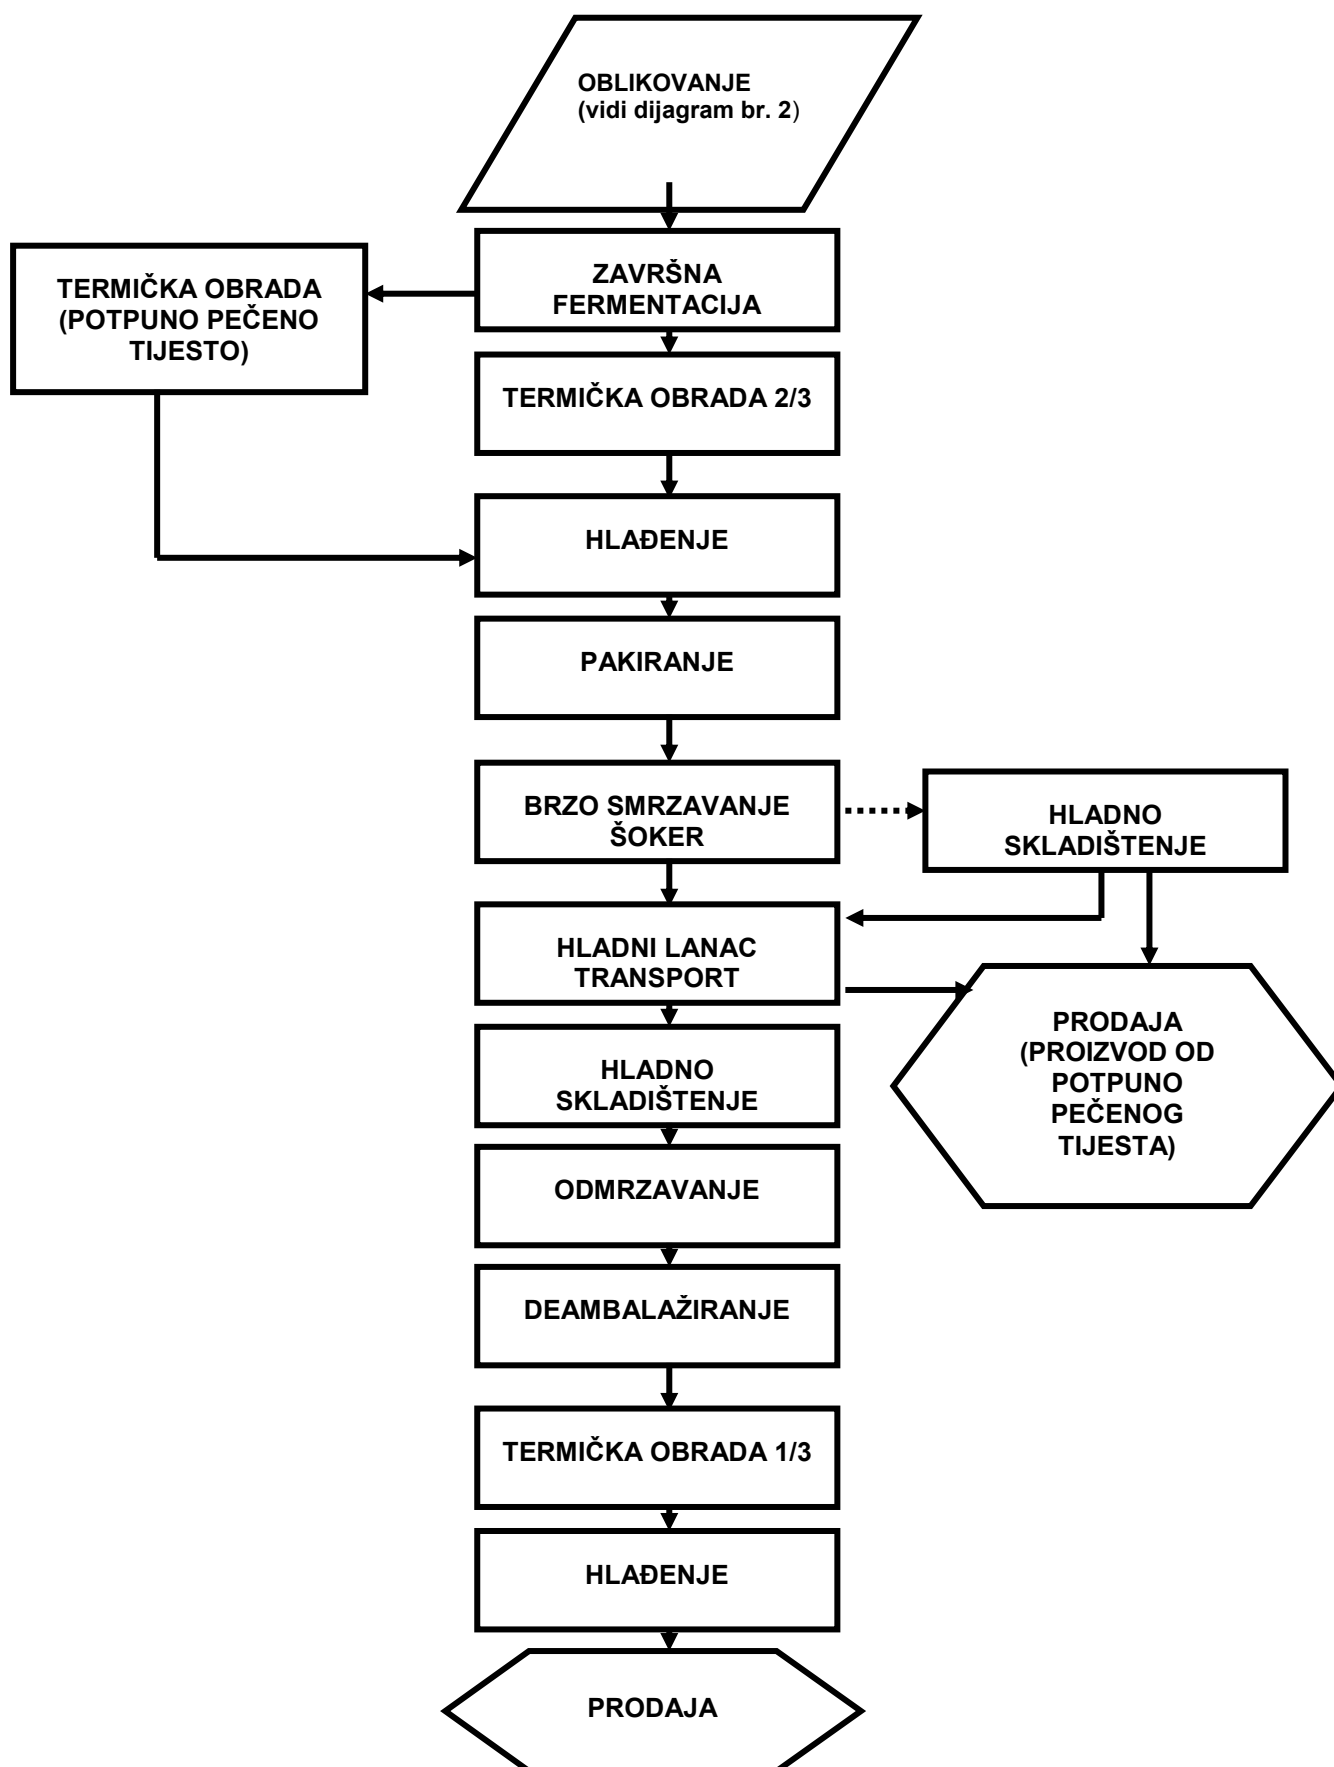 OBLIKOVANJE
(vidi dijagram br. 2)
ZAVRŠNA
FERMENTACIJA
TERMIČKA OBRADA
(POTPUNO PEČENO
TIJESTO)
TERMIČKA OBRADA 2/3
HLAĐENJE
PAKIRANJE
BRZO SMRZAVANJE
ŠOKER
HLADNO
SKLADIŠTENJE
HLADNI LANAC
TRANSPORT
PRODAJA
(PROIZVOD OD
POTPUNO
PEČENOG
TIJESTA)
HLADNO
SKLADIŠTENJE
ODMRZAVANJE
DEAMBALAŽIRANJE
TERMIČKA OBRADA 1/3
HLAĐENJE
PRODAJA